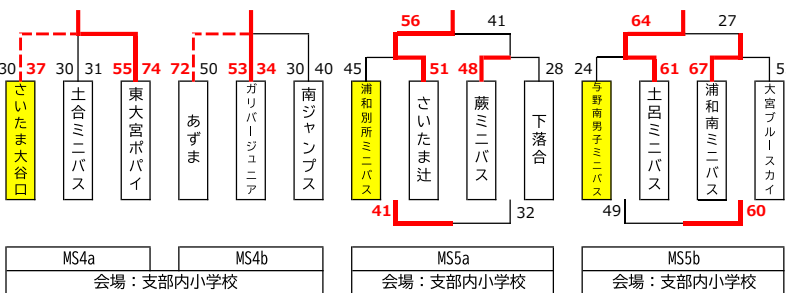 56 41 64 27
30 37 30 31 55 74 72 50 53 34 30 40 45 51 48 28 24 61 67 5
さいたま大谷口
土合ミニバス
東大宮ポパイ
あずま
ガリバージュニア
南ジャンプス
浦和別所ミニバス
さいたま辻
蕨ミニバス
下落合
与野南男子ミニバス
土呂ミニバス
浦和南ミニバス
大宮ブルースカイ
41 32 49 60
MS4a MS4b MS5a MS5b
会場：支部内小学校 会場：支部内小学校 会場：支部内小学校